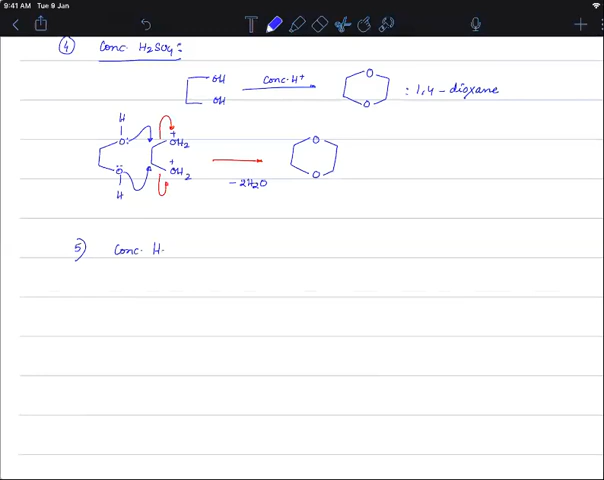 9:41 AM Tue 9 Jan
④ Conc. H2SO4:
OH
OH
Conc. H+
O
O
: 1,4-dioxane
H
O:
+
OH2
+
OH2
Ö
H
-2H2O
O
O
5) Conc. H.